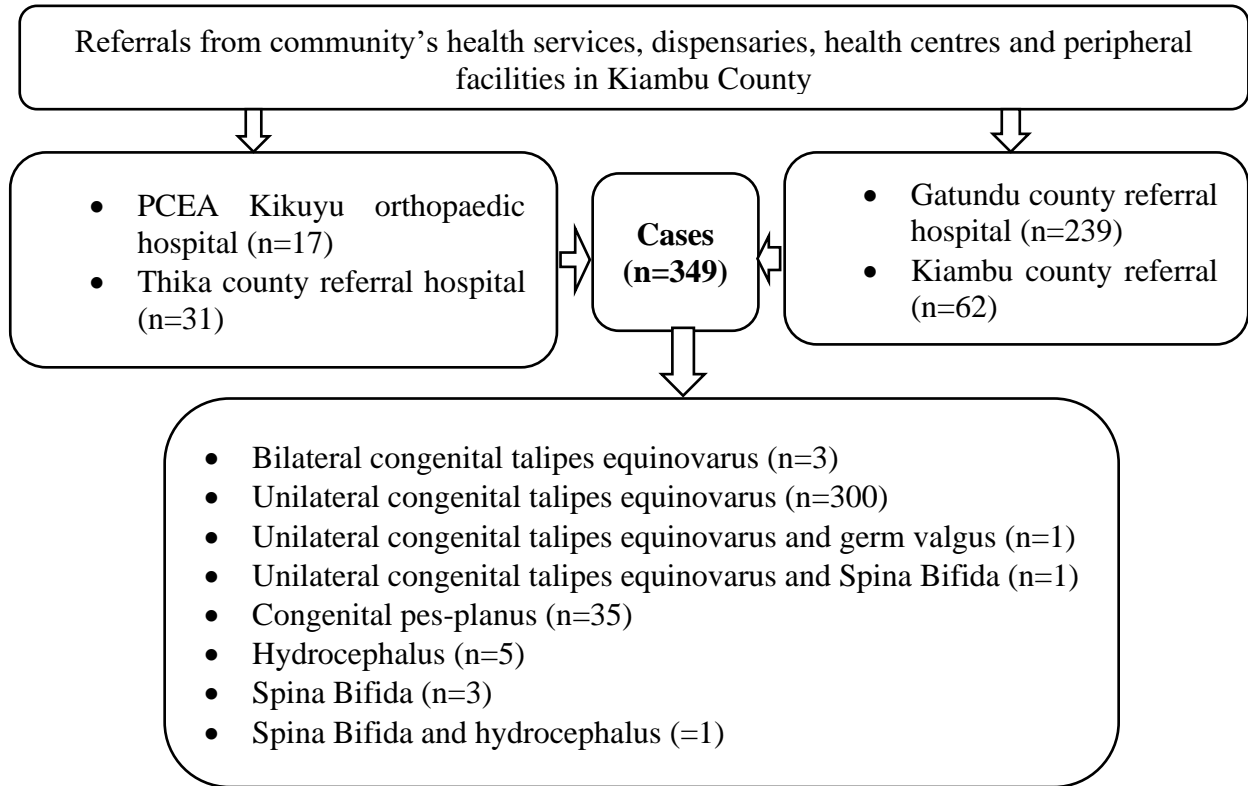 Referrals from community’s health services, dispensaries, health centres and peripheral
facilities in Kiambu County
• PCEA Kikuyu orthopaedic
hospital (n=17)
• Thika county referral hospital
(n=31)
Cases
(n=349)
• Gatundu county referral
hospital (n=239)
• Kiambu county referral
(n=62)
• Bilateral congenital talipes equinovarus (n=3)
• Unilateral congenital talipes equinovarus (n=300)
• Unilateral congenital talipes equinovarus and germ valgus (n=1)
• Unilateral congenital talipes equinovarus and Spina Bifida (n=1)
• Congenital pes-planus (n=35)
• Hydrocephalus (n=5)
• Spina Bifida (n=3)
• Spina Bifida and hydrocephalus (=1)